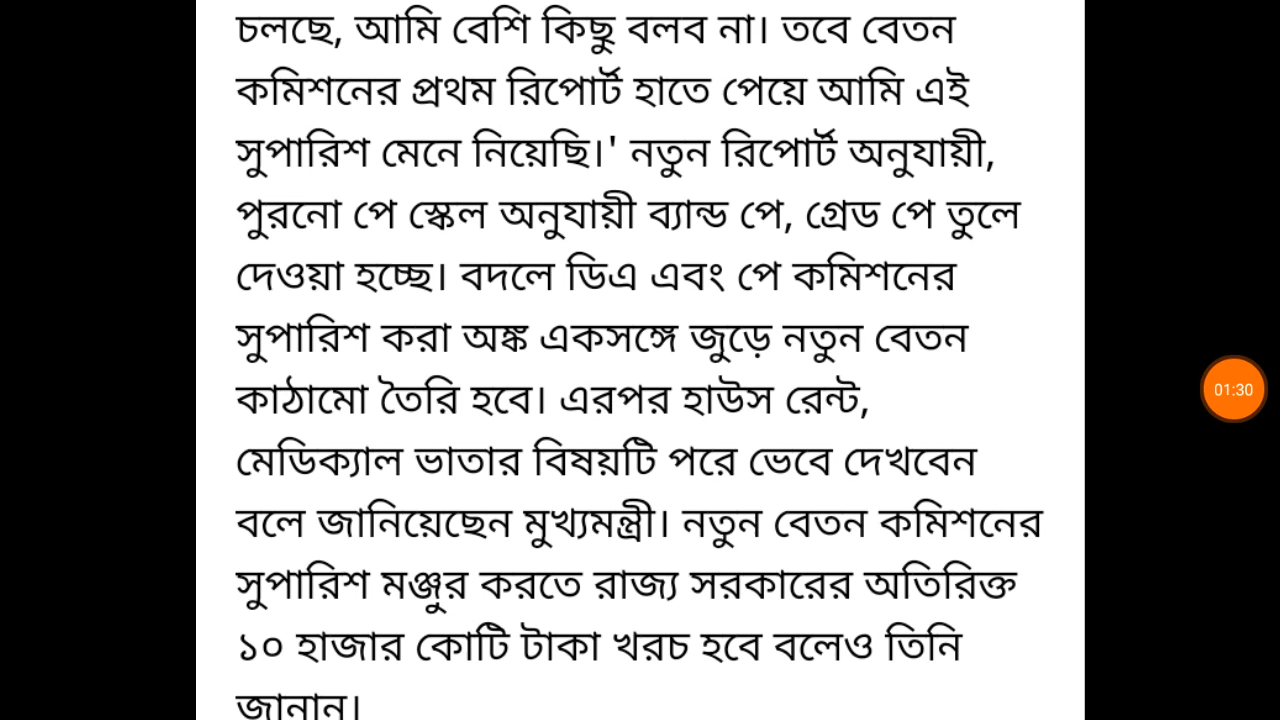 চলছে, আমি বেশি কিছু বলব না। তবে বেতন
কমিশনের প্রথম রিপোর্ট হাতে পেয়ে আমি এই
সুপারিশ মেনে নিয়েছি।' নতুন রিপোর্ট অনুযায়ী,
পুরনো পে স্কেল অনুযায়ী ব্যান্ড পে, গ্রেড পে তুলে
দেওয়া হচ্ছে। বদলে ডিএ এবং পে কমিশনের
সুপারিশ করা অঙ্ক একসঙ্গে জুড়ে নতুন বেতন
কাঠামো তৈরি হবে। এরপর হাউস রেন্ট,
মেডিক্যাল ভাতার বিষয়টি পরে ভেবে দেখবেন
বলে জানিয়েছেন মুখ্যমন্ত্রী। নতুন বেতন কমিশনের
সুপারিশ মঞ্জুর করতে রাজ্য সরকারের অতিরিক্ত
১০ হাজার কোটি টাকা খরচ হবে বলেও তিনি
জানান।
01:30